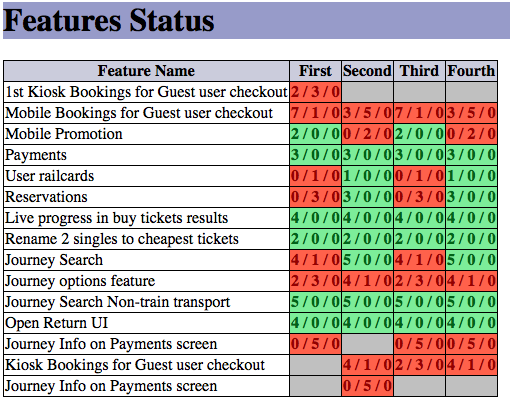 Features Status
Feature Name First Second Third Fourth
1st Kiosk Bookings for Guest user checkout 2 / 3 / 0
Mobile Bookings for Guest user checkout 7 / 1 / 0 3 / 5 / 0 7 / 1 / 0 3 / 5 / 0
Mobile Promotion 2 / 0 / 0 0 / 2 / 0 2 / 0 / 0 0 / 2 / 0
Payments 3 / 0 / 0 3 / 0 / 0 3 / 0 / 0 3 / 0 / 0
User railcards 0 / 1 / 0 1 / 0 / 0 0 / 1 / 0 1 / 0 / 0
Reservations 0 / 3 / 0 3 / 0 / 0 0 / 3 / 0 3 / 0 / 0
Live progress in buy tickets results 4 / 0 / 0 4 / 0 / 0 4 / 0 / 0 4 / 0 / 0
Rename 2 singles to cheapest tickets 2 / 0 / 0 2 / 0 / 0 2 / 0 / 0 2 / 0 / 0
Journey Search 4 / 1 / 0 5 / 0 / 0 4 / 1 / 0 5 / 0 / 0
Journey options feature 2 / 3 / 0 4 / 1 / 0 2 / 3 / 0 4 / 1 / 0
Journey Search Non-train transport 5 / 0 / 0 5 / 0 / 0 5 / 0 / 0 5 / 0 / 0
Open Return UI 4 / 0 / 0 4 / 0 / 0 4 / 0 / 0 4 / 0 / 0
Journey Info on Payments screen 0 / 5 / 0 0 / 5 / 0 0 / 5 / 0
Kiosk Bookings for Guest user checkout 4 / 1 / 0 2 / 3 / 0 4 / 1 / 0
Journey Info on Payments screen 0 / 5 / 0